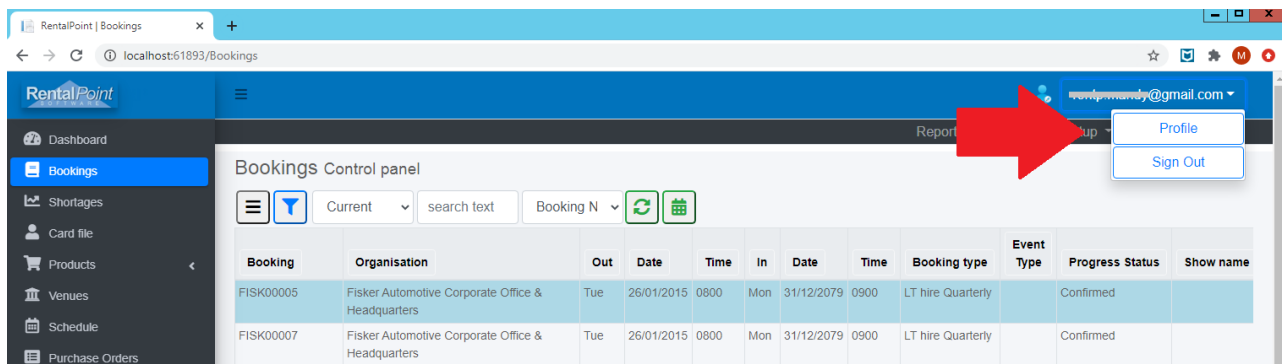 RentalPoint | Bookings
localhost:61893/Bookings
M
RentalPoint
SOFTWARE
@gmail.com
Dashboard
Report
up
Profile
Sign Out
Bookings
Bookings Control panel
Shortages
Current
search text
Booking N
Card file
Products
Booking Organisation Out Date Time In Date Time Booking type Event Type Progress Status Show name
Venues
FISK00005 Fisker Automotive Corporate Office & Tue 26/01/2015 0800 Mon 31/12/2079 0900 LT hire Quarterly Confirmed
Headquarters
Schedule
FISK00007 Fisker Automotive Corporate Office & Tue 26/01/2015 0800 Mon 31/12/2079 0900 LT hire Quarterly Confirmed
Headquarters
Purchase Orders